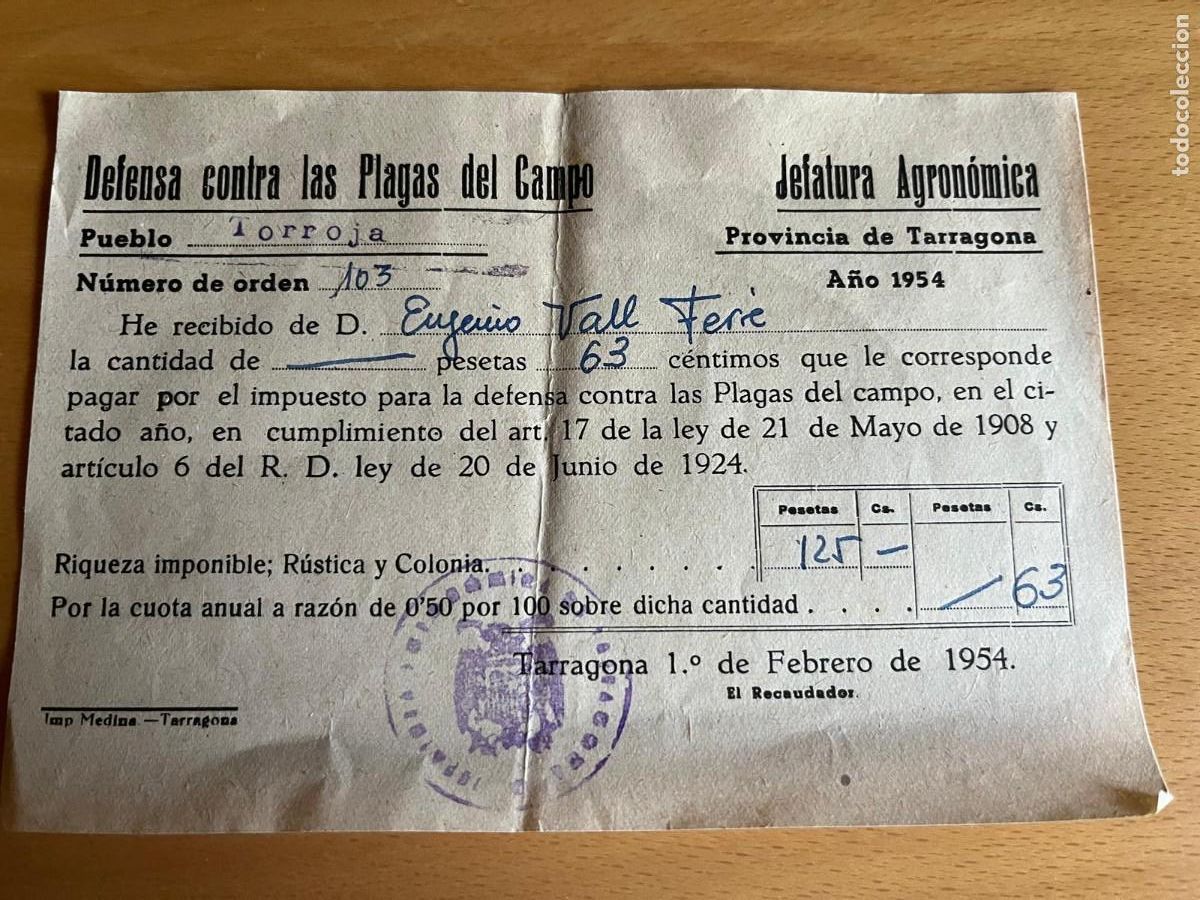 Defensa contra las Plagas del Campo
Jefatura Agronómica
Pueblo Torroja
Provincia de Tarragona
Número de orden 103
Año 1954
He recibido de D. Eugenio Vall Ferré
la cantidad de — pesetas 63 céntimos que le corresponde
pagar por el impuesto para la defensa contra las Plagas del campo, en el ci-
tado año, en cumplimiento del art. 17 de la ley de 21 de Mayo de 1908 y
artículo 6 del R. D. ley de 20 de Junio de 1924.
Pesetas Cs. Pesetas Cs.
Riqueza imponible; Rústica y Colonia. . . . . . . . . 125 —
Por la cuota anual a razón de 0'50 por 100 sobre dicha cantidad . . . . — 63
Tarragona 1.º de Febrero de 1954.
El Recaudador.
Imp Medina.—Tarragona
todocoleccion